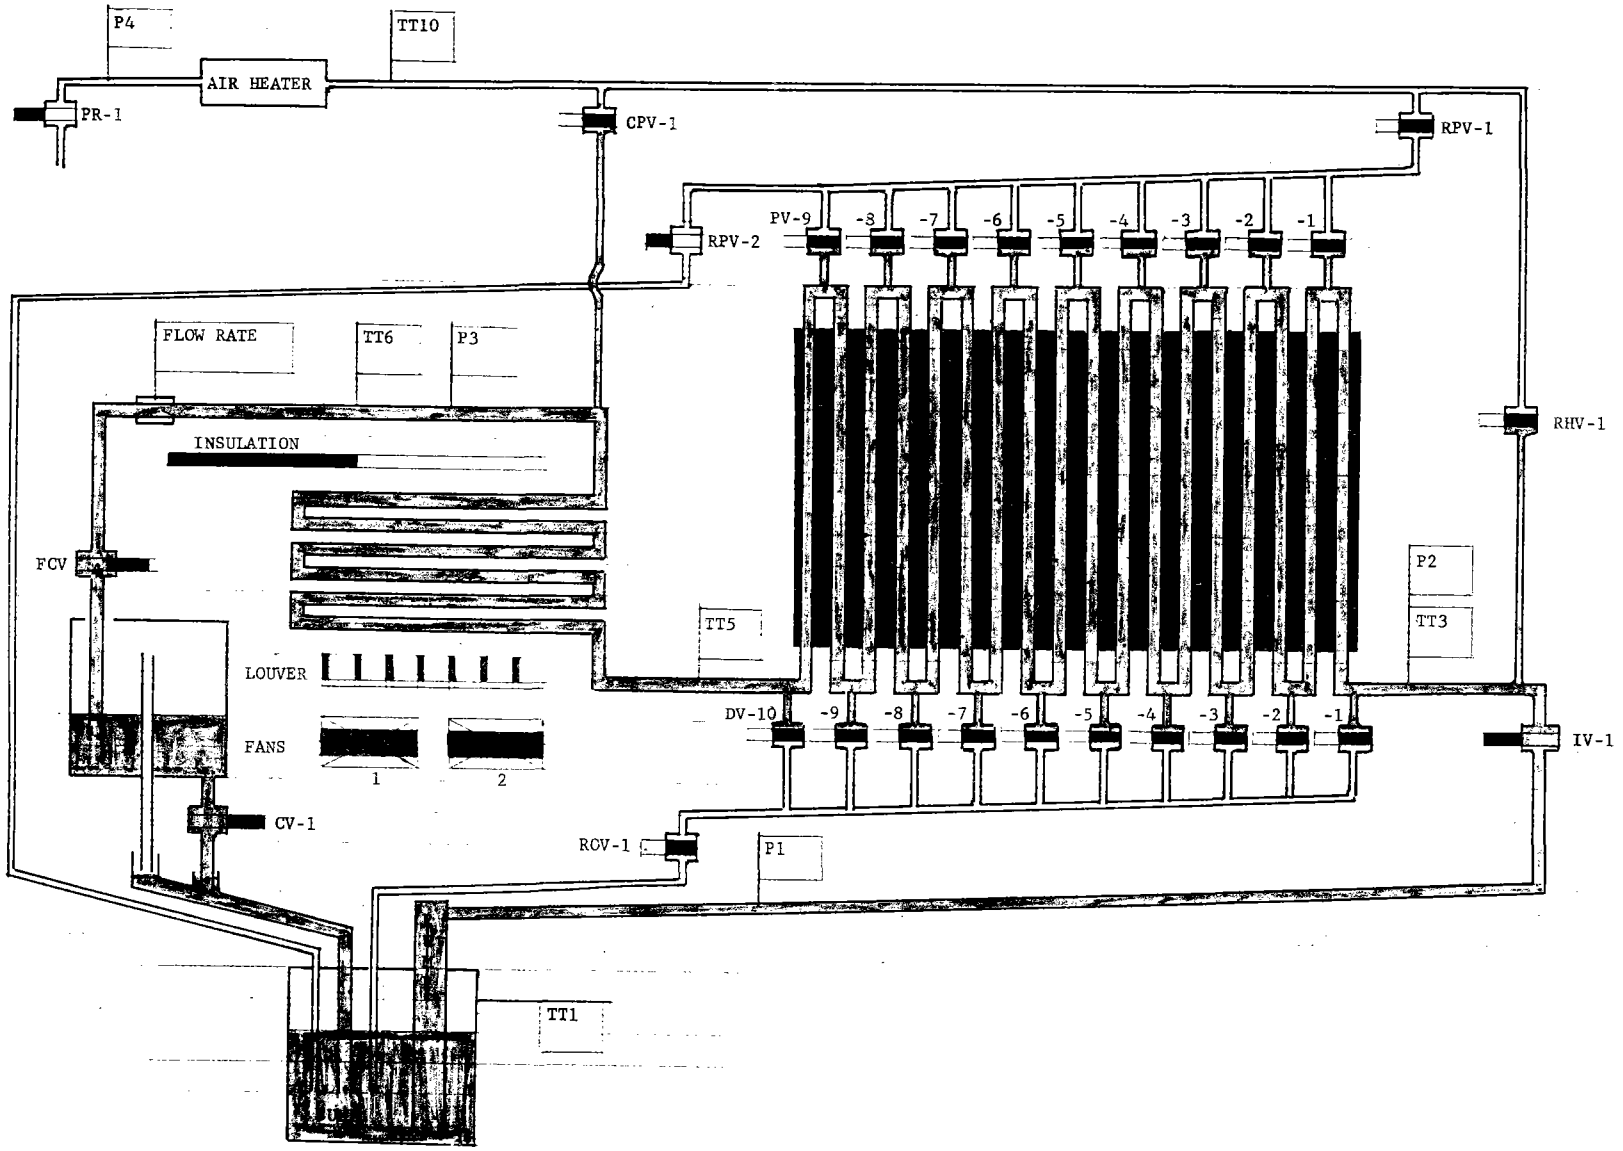 P4
TT10
AIR HEATER
PR-1
CPV-1
RPV-1
PV-9 -8 -7 -6 -5 -4 -3 -2 -1
RPV-2
FLOW RATE
TT6
P3
RHV-1
INSULATION
FCV
P2
TT5
TT3
LOUVER
DV-10 -9 -8 -7 -6 -5 -4 -3 -2 -1
FANS
IV-1
1 2
CV-1
ROV-1
P1
TT1